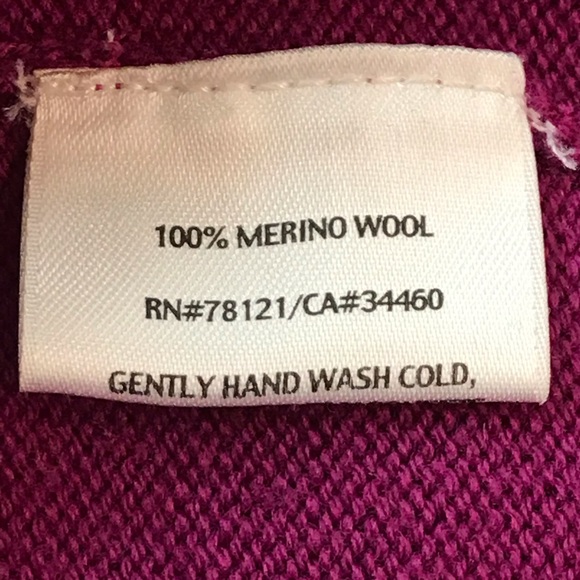 100% MERINO WOOL
RN#78121/CA#34460
GENTLY HAND WASH COLD,